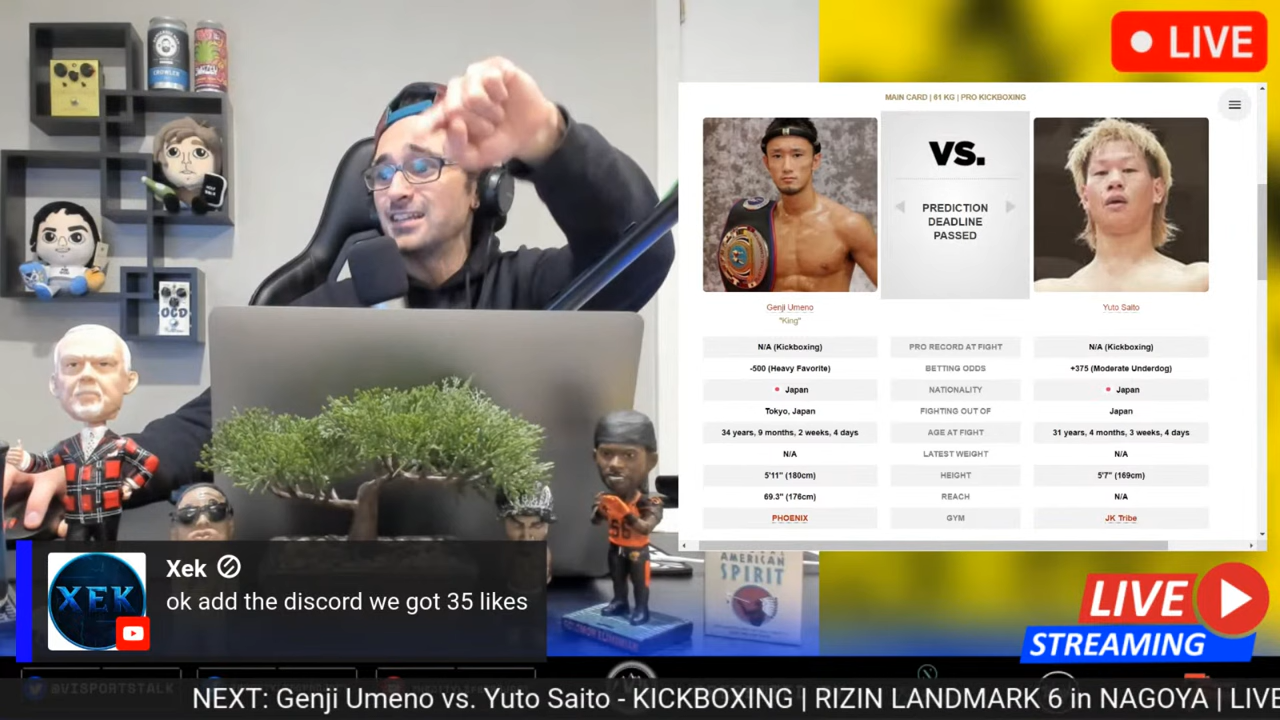 LIVE
MAIN CARD | 61 KG | PRO KICKBOXING
VS.
PREDICTION
DEADLINE
PASSED
Genji Umeno
"King"
Yuto Saito
N/A (Kickboxing) PRO RECORD AT FIGHT N/A (Kickboxing)
-500 (Heavy Favorite) BETTING ODDS +375 (Moderate Underdog)
Japan NATIONALITY Japan
Tokyo, Japan FIGHTING OUT OF Japan
34 years, 9 months, 2 weeks, 4 days AGE AT FIGHT 31 years, 4 months, 3 weeks, 4 days
N/A LATEST WEIGHT N/A
5'11" (180cm) HEIGHT 5'7" (169cm)
69.3" (176cm) REACH N/A
PHOENIX GYM JK Tribe
CROWLER
OCD
56
AMERICAN
SPIRIT
XEK
Xek
ok add the discord we got 35 likes
LIVE
STREAMING
@VISPORTSTALK
NEXT: Genji Umeno vs. Yuto Saito - KICKBOXING | RIZIN LANDMARK 6 in NAGOYA | LIVE